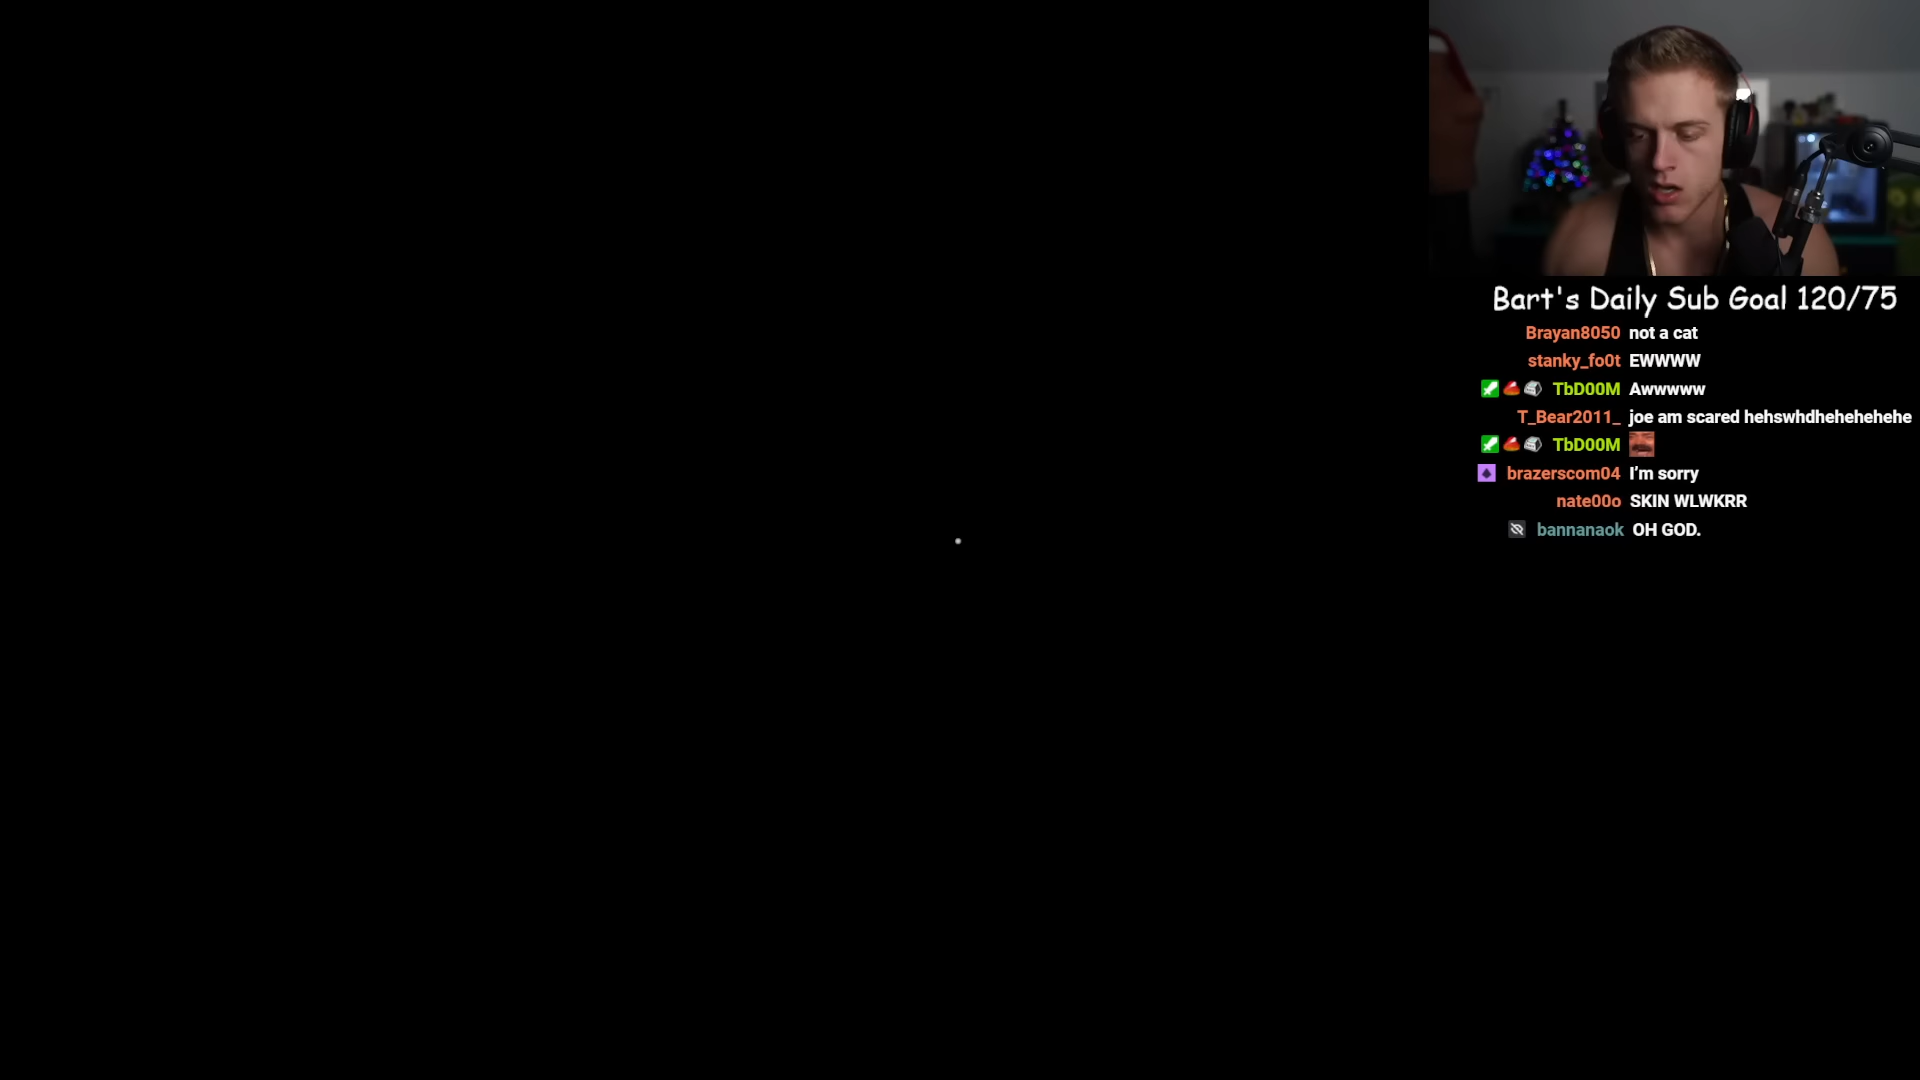 Bart's Daily Sub Goal 120/75
Brayan8050 not a cat
stanky_fo0t EWWWW
TbD00M Awwwww
T_Bear2011_ joe am scared hehswhdhehehehehe
TbD00M
brazerscom04 I'm sorry
nate00o SKIN WLWKRR
bannanaok OH GOD.